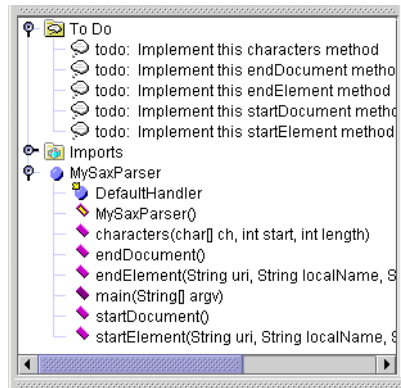 To Do
todo: Implement this characters method
todo: Implement this endDocument metho
todo: Implement this endElement method
todo: Implement this startDocument metho
todo: Implement this startElement method
Imports
MySaxParser
DefaultHandler
MySaxParser()
characters(char[] ch, int start, int length)
endDocument()
endElement(String uri, String localName, S
main(String[] argv)
startDocument()
startElement(String uri, String localName, S